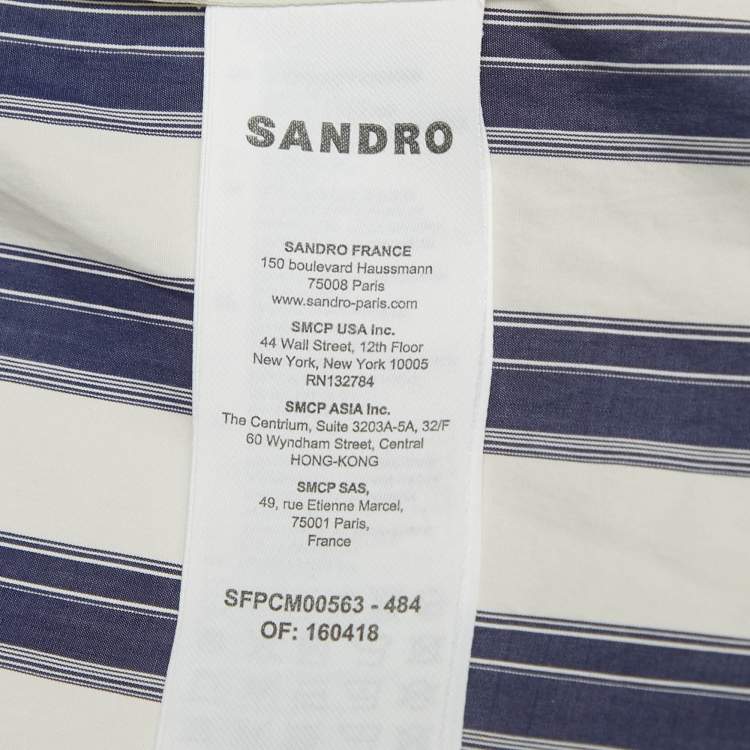 SANDRO
SANDRO FRANCE
150 boulevard Haussmann
75008 Paris
www.sandro-paris.com
SMCP USA Inc.
44 Wall Street, 12th Floor
New York, New York 10005
RN132784
SMCP ASIA Inc.
The Centrium, Suite 3203A-5A, 32/F
60 Wyndham Street, Central
HONG-KONG
SMCP SAS,
49, rue Etienne Marcel,
75001 Paris,
France
SFPCM00563 - 484
OF: 160418